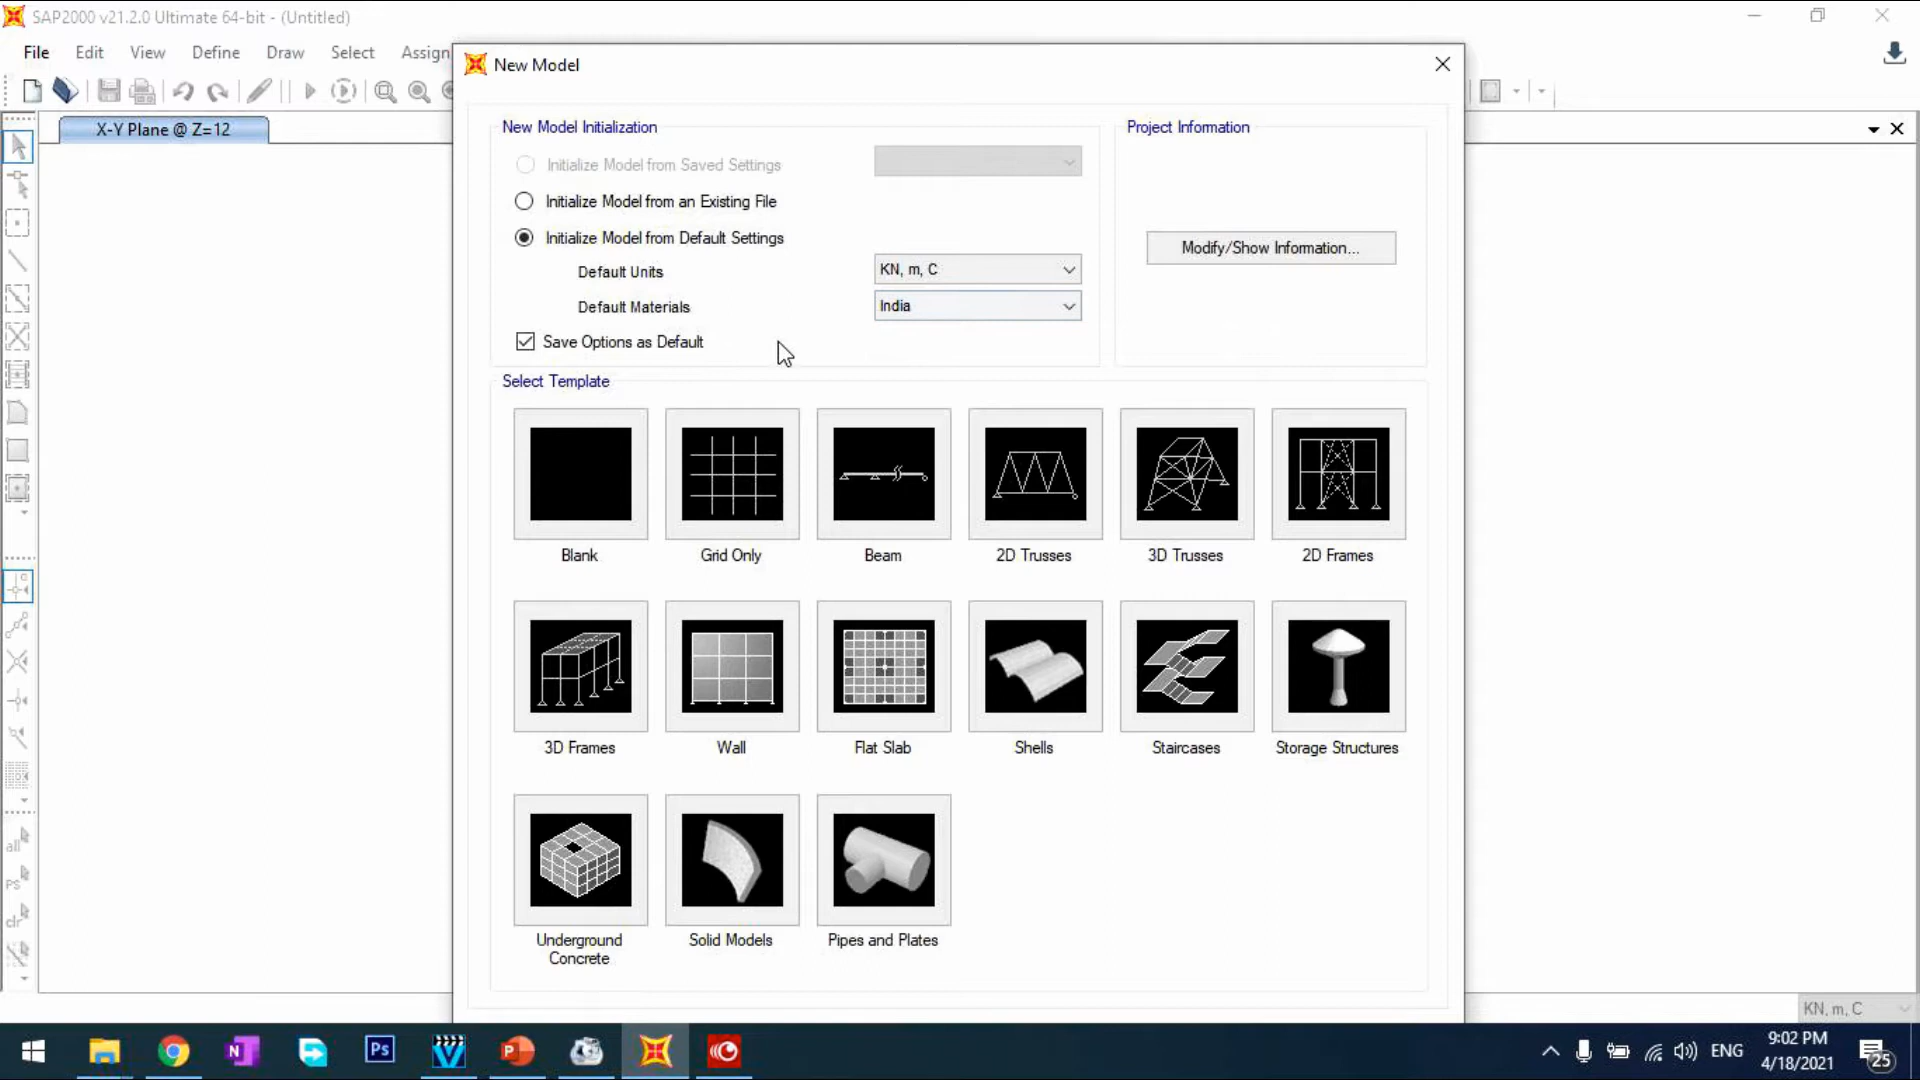 SAP2000 v21.2.0 Ultimate 64-bit - (Untitled)
File Edit View Define Draw Select Assign
New Model
X-Y Plane @ Z=12
New Model Initialization
Project Information
Initialize Model from Saved Settings
Initialize Model from an Existing File
Initialize Model from Default Settings
Modify/Show Information...
Default Units
KN, m, C
Default Materials
India
Save Options as Default
Select Template
Blank
Grid Only
Beam
2D Trusses
3D Trusses
2D Frames
3D Frames
Wall
Flat Slab
Shells
Staircases
Storage Structures
Underground
Concrete
Solid Models
Pipes and Plates
all
ps
clr
KN, m, C
N
Ps
P
ENG
9:02 PM
4/18/2021
25